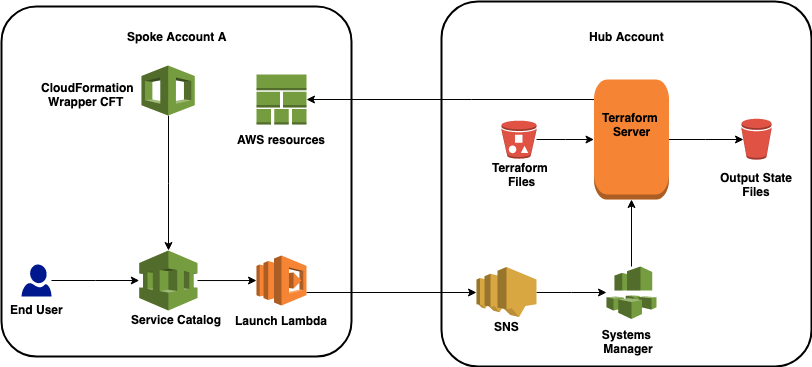 Spoke Account A
Hub Account
CloudFormation
Wrapper CFT
AWS resources
Terraform
Server
Terraform
Files
Output State
Files
End User
Service Catalog
Launch Lambda
SNS
Systems
Manager